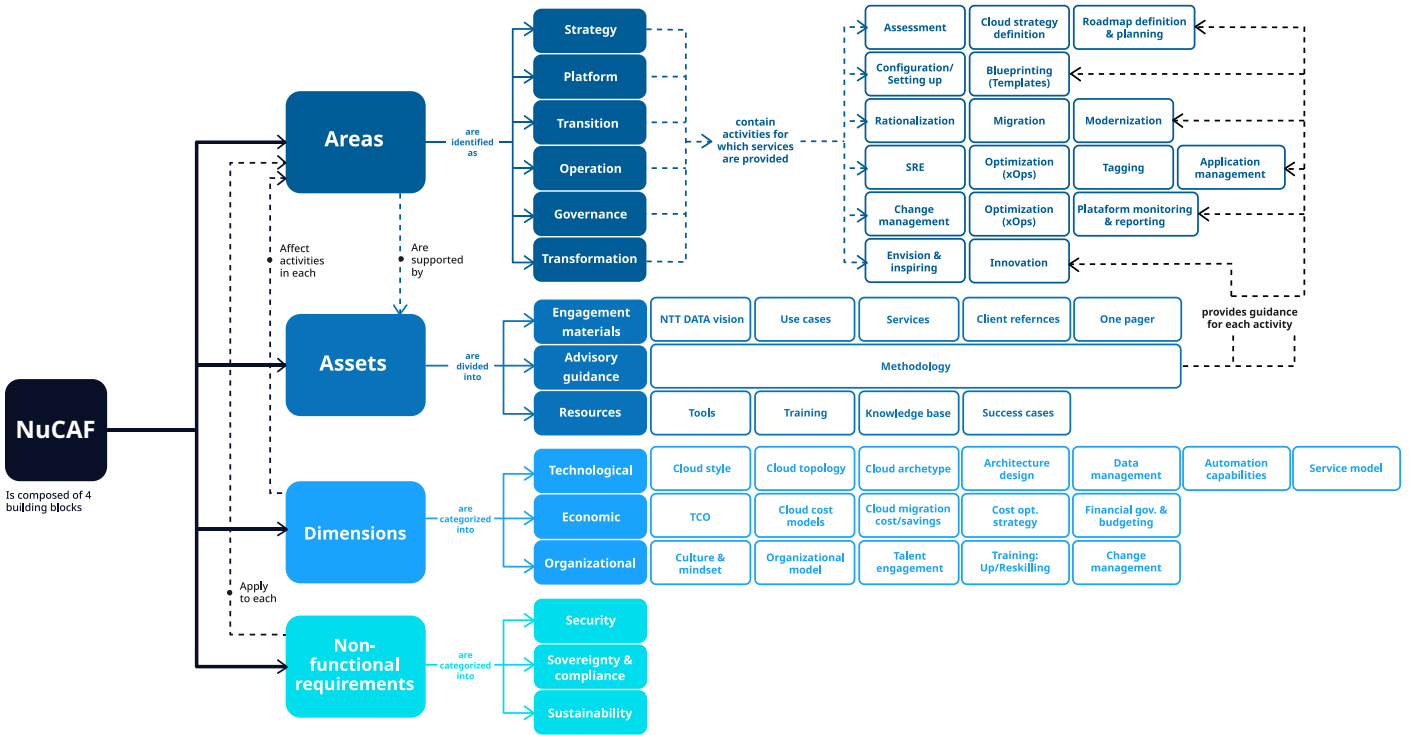 NuCAF
Is composed of 4
building blocks
Areas
are
identified
as
Strategy
Platform
Transition
Operation
Governance
Transformation
contain
activities for
which services
are provided
Assessment
Cloud strategy
definition
Roadmap definition
& planning
Configuration/
Setting up
Blueprinting
(Templates)
Rationalization
Migration
Modernization
SRE
Optimization
(xOps)
Tagging
Application
management
Change
management
Optimization
(xOps)
Plataform monitoring
& reporting
Envision &
inspiring
Innovation
Affect
activities
in each
Are
supported
by
provides guidance
for each activity
Assets
are
divided
into
Engagement
materials
NTT DATA vision
Use cases
Services
Client refernces
One pager
Advisory
guidance
Methodology
Resources
Tools
Training
Knowledge base
Success cases
Dimensions
are
categorized
into
Technological
Cloud style
Cloud topology
Cloud archetype
Architecture
design
Data
management
Automation
capabilities
Service model
Economic
TCO
Cloud cost
models
Cloud migration
cost/savings
Cost opt.
strategy
Financial gov. &
budgeting
Organizational
Culture &
mindset
Organizational
model
Talent
engagement
Training:
Up/Reskilling
Change
management
Apply
to each
Non-
functional
requirements
are
categorized
into
Security
Sovereignty &
compliance
Sustainability